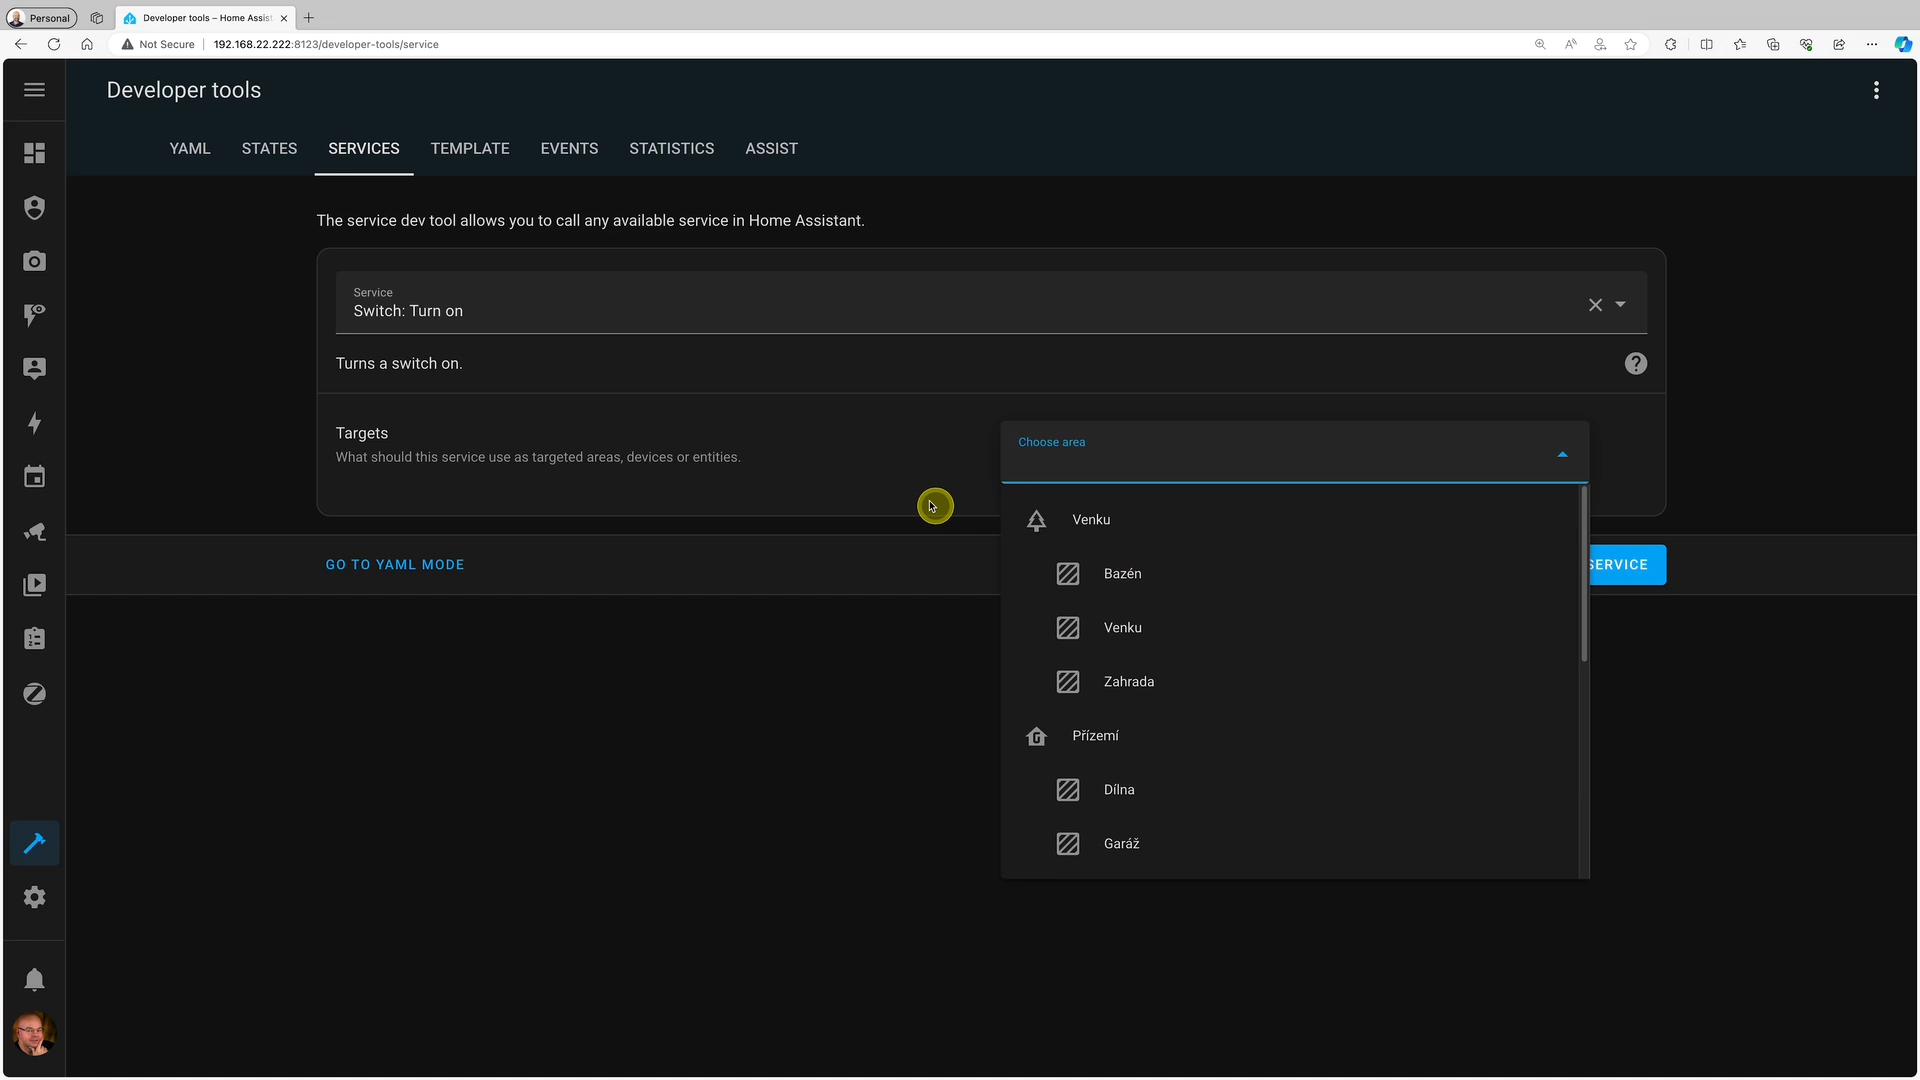 Personal
Developer tools – Home Assist
Not Secure
192.168.22.222:8123/developer-tools/service
Developer tools
YAML
STATES
SERVICES
TEMPLATE
EVENTS
STATISTICS
ASSIST
The service dev tool allows you to call any available service in Home Assistant.
Service
Switch: Turn on
Turns a switch on.
Targets
What should this service use as targeted areas, devices or entities.
Choose area
Venku
Bazén
Venku
Zahrada
Přízemí
Dílna
Garáž
GO TO YAML MODE
SERVICE